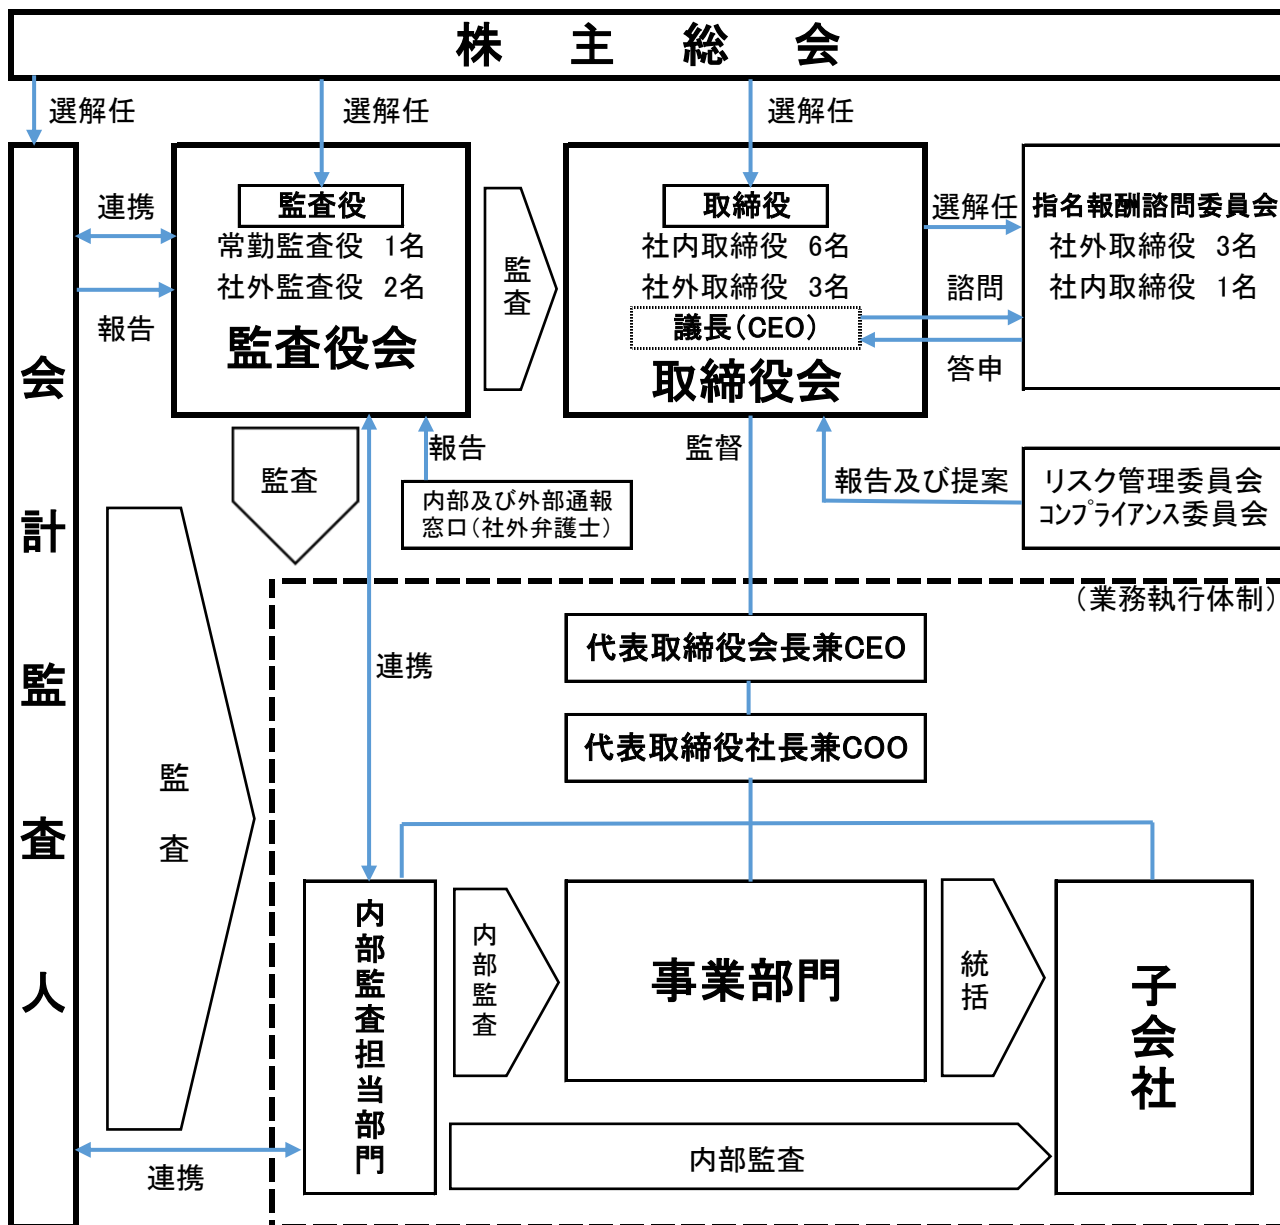 株主総会
選解任
選解任
選解任
会計監査人
連携
報告
監査役
常勤監査役 1名
社外監査役 2名
監査役会
監査
取締役
社内取締役 6名
社外取締役 3名
議長(CEO)
取締役会
選解任
諮問
答申
指名報酬諮問委員会
社外取締役 3名
社内取締役 1名
監査
報告
内部及び外部通報
窓口(社外弁護士)
監督
報告及び提案
リスク管理委員会
コンプライアンス委員会
(業務執行体制)
代表取締役会長兼CEO
連携
代表取締役社長兼COO
監査
内部監査担当部門
内部監査
事業部門
統括
子会社
内部監査
連携